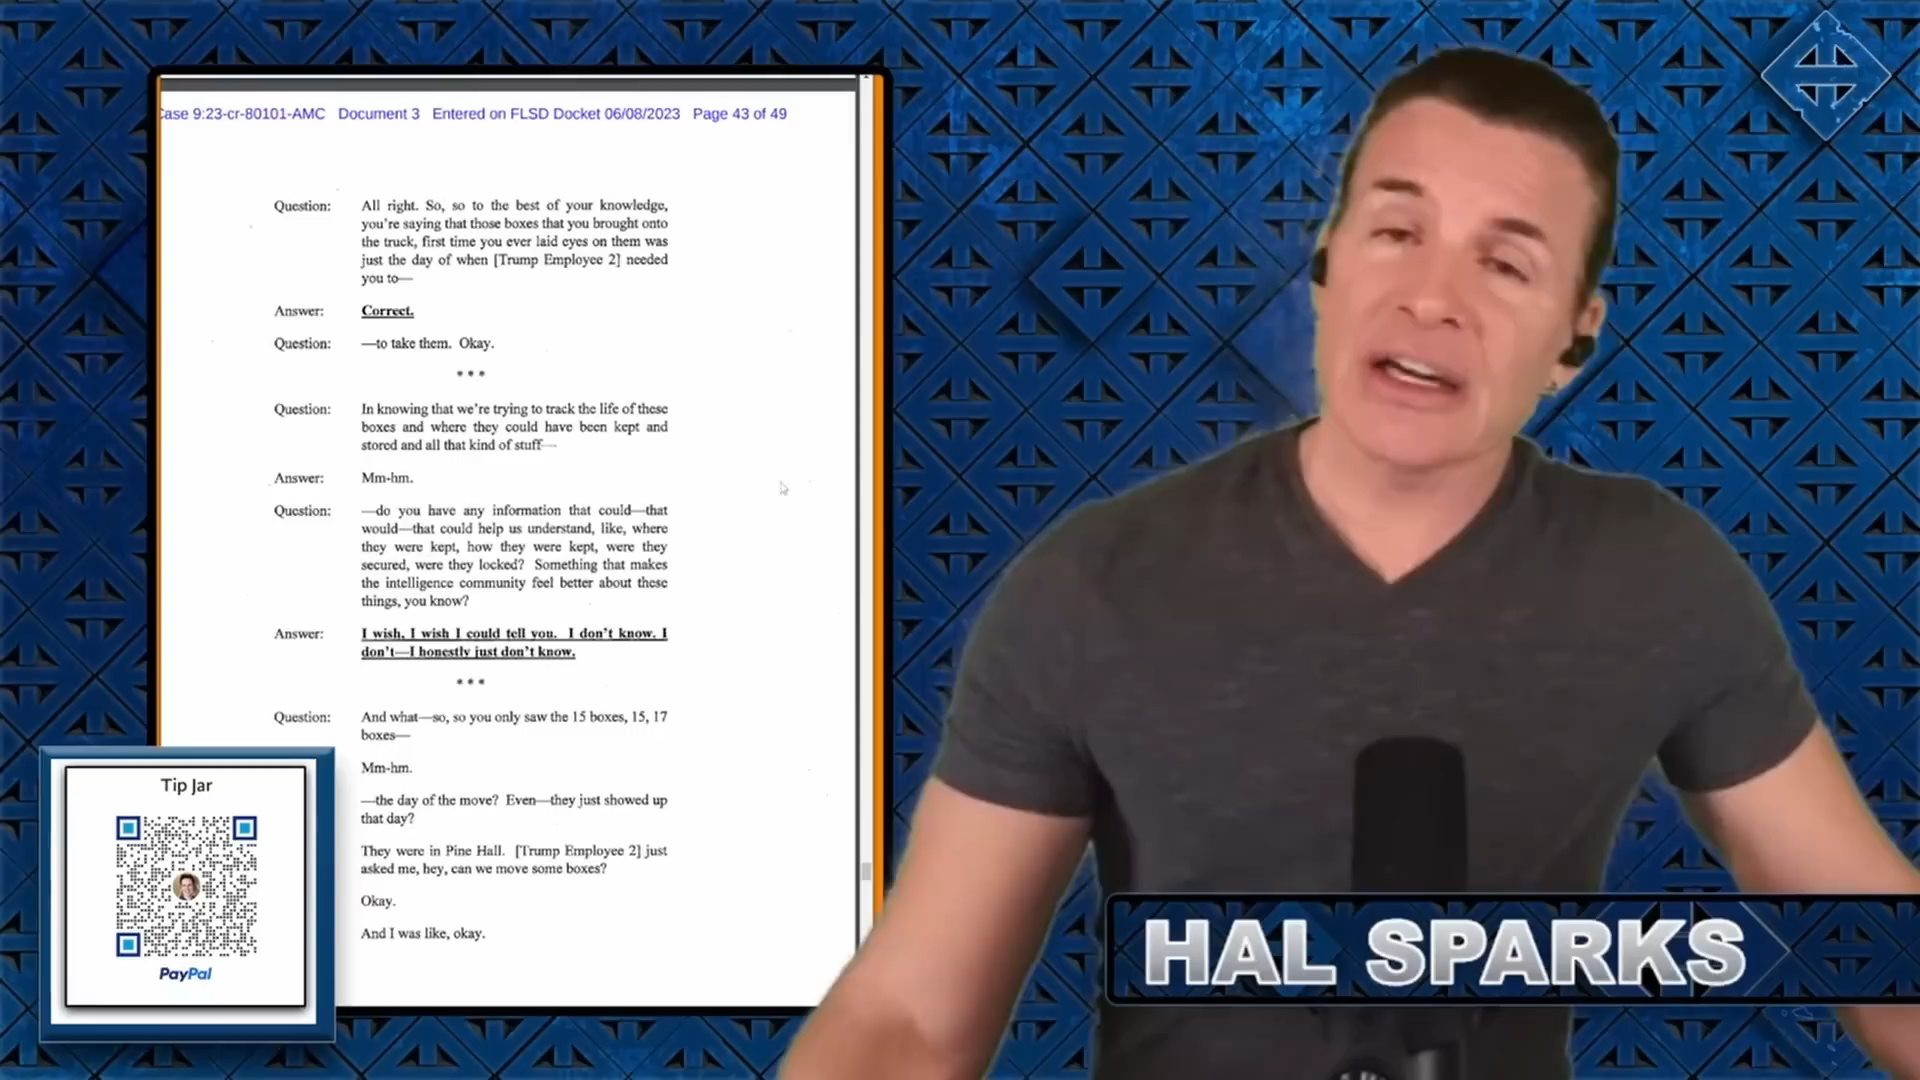 Case 9:23-cr-80101-AMC Document 3 Entered on FLSD Docket 06/08/2023 Page 43 of 49
Question: All right. So, so to the best of your knowledge,
you're saying that those boxes that you brought onto
the truck, first time you ever laid eyes on them was
just the day of when [Trump Employee 2] needed
you to—
Answer: Correct.
Question: —to take them. Okay.
***
Question: In knowing that we're trying to track the life of these
boxes and where they could have been kept and
stored and all that kind of stuff—
Answer: Mm-hm.
Question: —do you have any information that could—that
would—that could help us understand, like, where
they were kept, how they were kept, were they
secured, were they locked? Something that makes
the intelligence community feel better about these
things, you know?
Answer: I wish, I wish I could tell you. I don't know. I
don't—I honestly just don't know.
***
Question: And what—so, so you only saw the 15 boxes, 15, 17
boxes—
Mm-hm.
—the day of the move? Even—they just showed up
that day?
They were in Pine Hall. [Trump Employee 2] just
asked me, hey, can we move some boxes?
Okay.
And I was like, okay.
Tip Jar
PayPal
HAL SPARKS